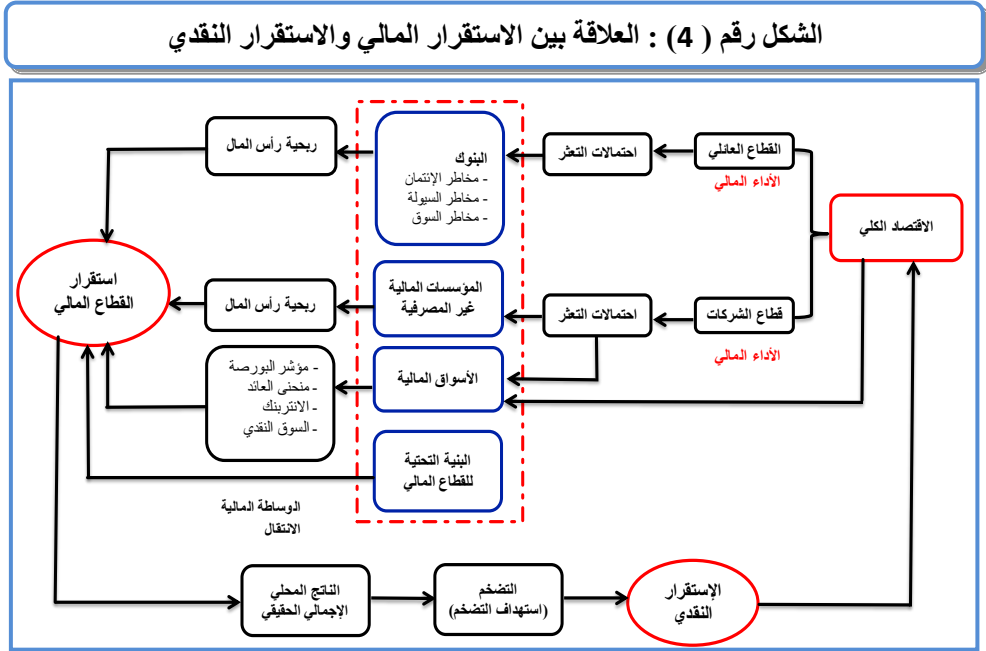 الشكل رقم ( 4) : العلاقة بين الاستقرار المالي والاستقرار النقدي
الاقتصاد الكلي
القطاع العائلي
الأداء المالي
احتمالات التعثر
البنوك
- مخاطر الإئتمان
- مخاطر السيولة
- مخاطر السوق
ربحية رأس المال
قطاع الشركات
الأداء المالي
احتمالات التعثر
المؤسسات المالية
غير المصرفية
ربحية رأس المال
استقرار
القطاع المالي
الأسواق المالية
- مؤشر البورصة
- منحنى العائد
- الانتربنك
- السوق النقدي
البنية التحتية
للقطاع المالي
الوساطة المالية
الانتقال
الناتج المحلي
الإجمالي الحقيقي
التضخم
(استهداف التضخم)
الإستقرار
النقدي